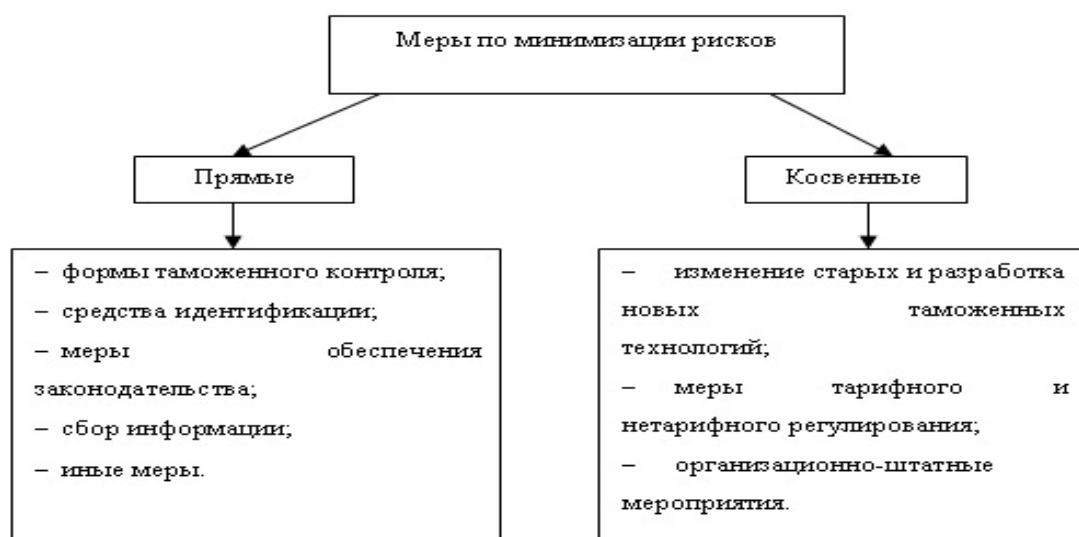 Меры по минимизации рисков
Прямые
Косвенные
– формы таможенного контроля;
– средства идентификации;
– меры обеспечения
законодательства;
– сбор информации;
– иные меры.
– изменение старых и разработка
новых таможенных
технологий;
– меры тарифного и
нетарифного регулирования;
– организационно-штатные
мероприятия.